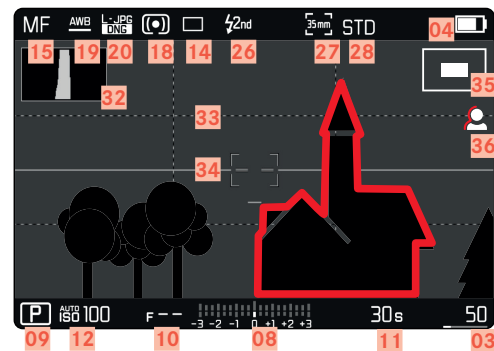 MF AWB L-JPG DNG 2nd 35mm STD 04
15 19 20 18 14 26 27 28
35
32
33
36
34
P AUTO ISO 100 F-- -3 -2 -1 0 +1 +2 +3 30s 50
09 12 10 08 11 03